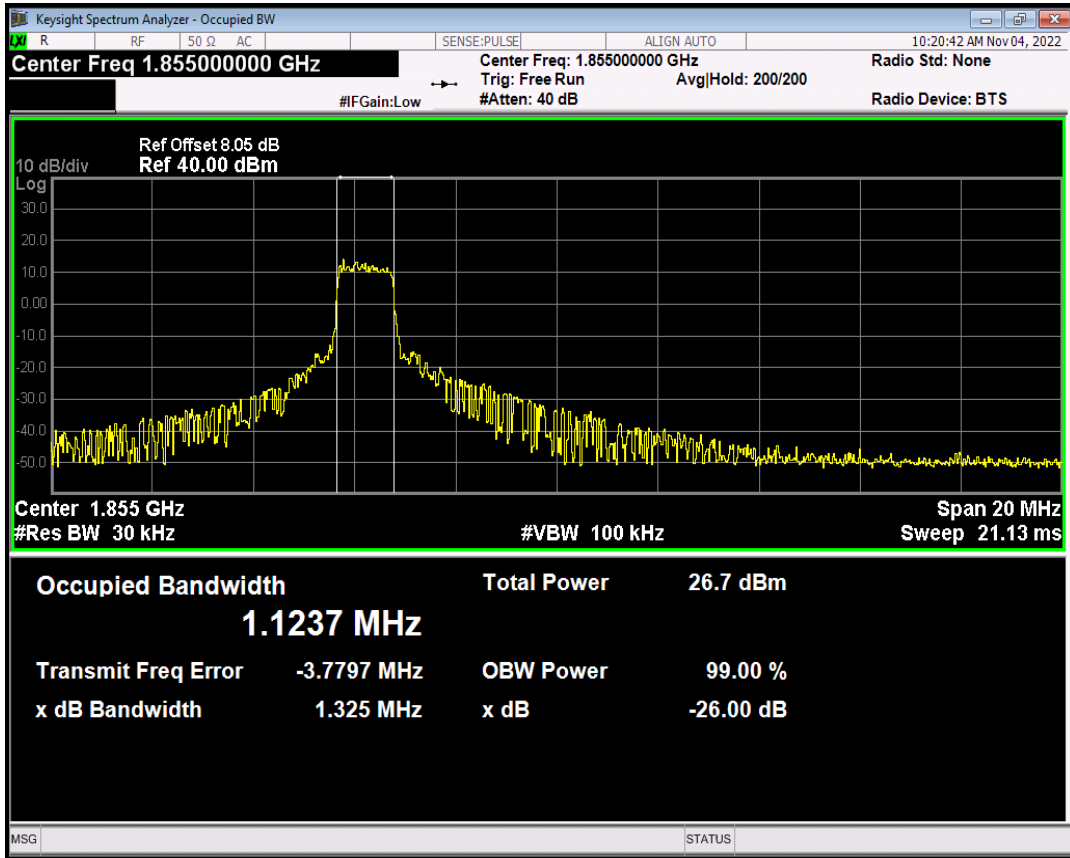 Keysight Spectrum Analyzer - Occupied BW
LXI R RF 50 Ω AC SENSE:PULSE ALIGN AUTO 10:20:42 AM Nov 04, 2022
Center Freq 1.855000000 GHz Center Freq: 1.855000000 GHz Radio Std: None
Trig: Free Run Avg|Hold: 200/200
#IFGain:Low #Atten: 40 dB Radio Device: BTS
Ref Offset 8.05 dB
10 dB/div Ref 40.00 dBm
Log
30.0
20.0
10.0
0.00
-10.0
-20.0
-30.0
-40.0
-50.0
Center 1.855 GHz Span 20 MHz
#Res BW 30 kHz #VBW 100 kHz Sweep 21.13 ms
Occupied Bandwidth Total Power 26.7 dBm
1.1237 MHz
Transmit Freq Error -3.7797 MHz OBW Power 99.00 %
x dB Bandwidth 1.325 MHz x dB -26.00 dB
MSG STATUS